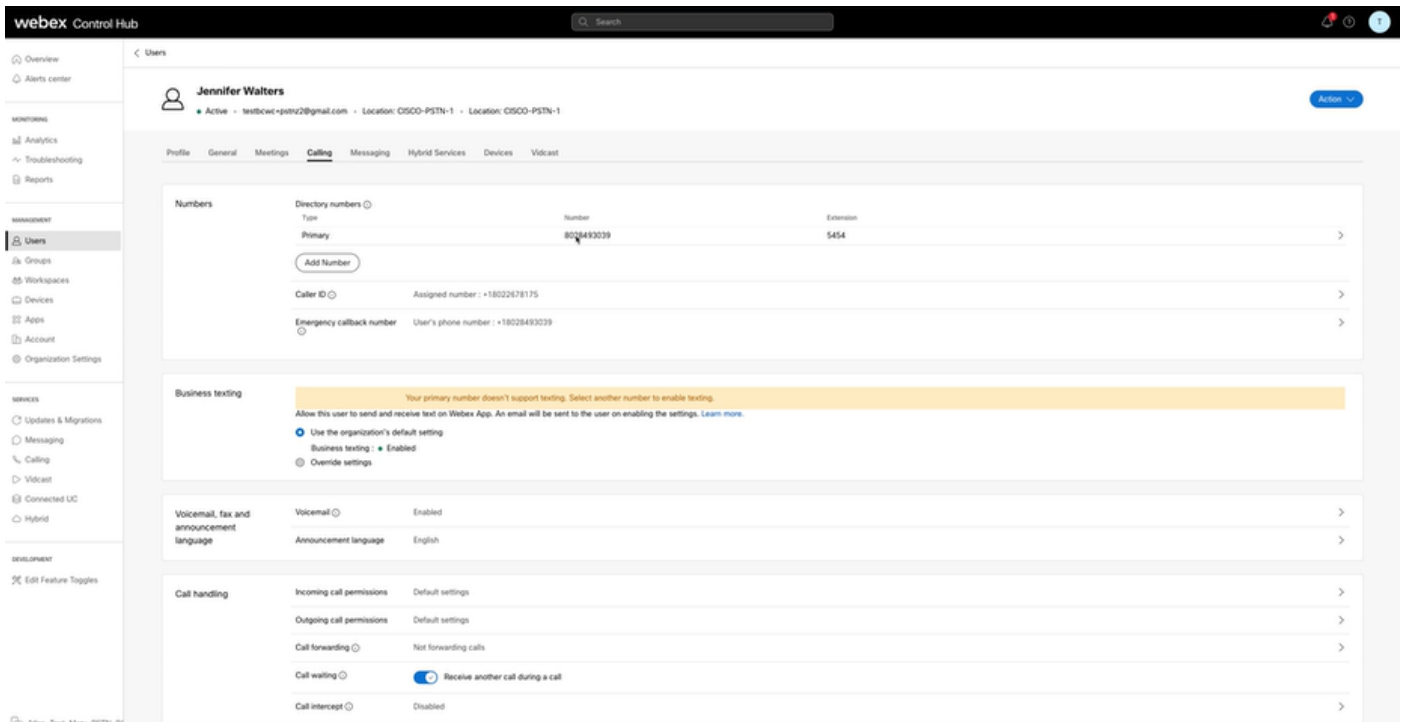 webex Control Hub
Search
1
T
Overview
Alerts center
MONITORING
Analytics
Troubleshooting
Reports
MANAGEMENT
Users
Groups
Workspaces
Devices
Apps
Account
Organization Settings
SERVICES
Updates & Migrations
Messaging
Calling
Vidcast
Connected UC
Hybrid
DEVELOPMENT
Edit Feature Toggles
Users
Jennifer Walters
Active • testbcwc+pstnz2@gmail.com • Location: CISCO-PSTN-1 • Location: CISCO-PSTN-1
Action
Profile General Meetings Calling Messaging Hybrid Services Devices Vidcast
Numbers
Directory numbers
Type Number Extension
Primary 8028493039 5454
Add Number
Caller ID Assigned number : +18022678175
Emergency callback number User's phone number : +18028493039
Business texting
Your primary number doesn't support texting. Select another number to enable texting.
Allow this user to send and receive text on Webex App. An email will be sent to the user on enabling the settings. Learn more.
Use the organization's default setting
Business texting : • Enabled
Override settings
Voicemail, fax and
announcement
language
Voicemail Enabled
Announcement language English
Call handling
Incoming call permissions Default settings
Outgoing call permissions Default settings
Call forwarding Not forwarding calls
Call waiting Receive another call during a call
Call intercept Disabled